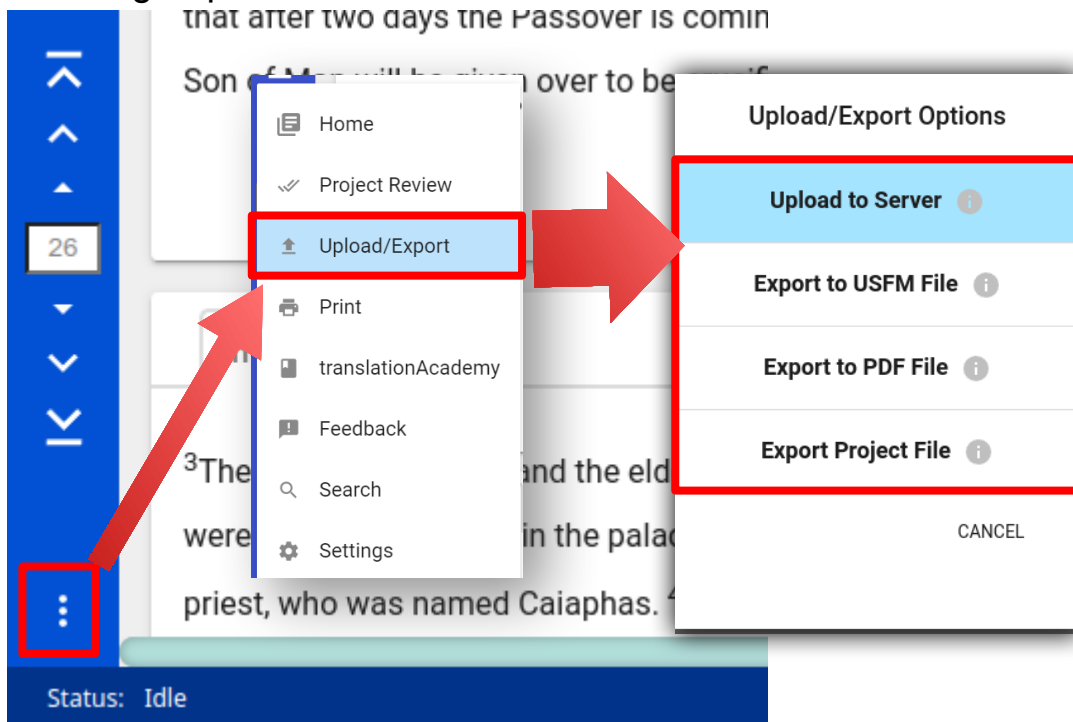 that after two days the Passover is comin
Son of Man will be given over to be
26
Home
Project Review
Upload/Export
Print
translationAcademy
Feedback
Search
Settings
Upload/Export Options
Upload to Server
Export to USFM File
Export to PDF File
Export Project File
CANCEL
3The and the eld
were in the palac
priest, who was named Caiaphas.
Status: Idle